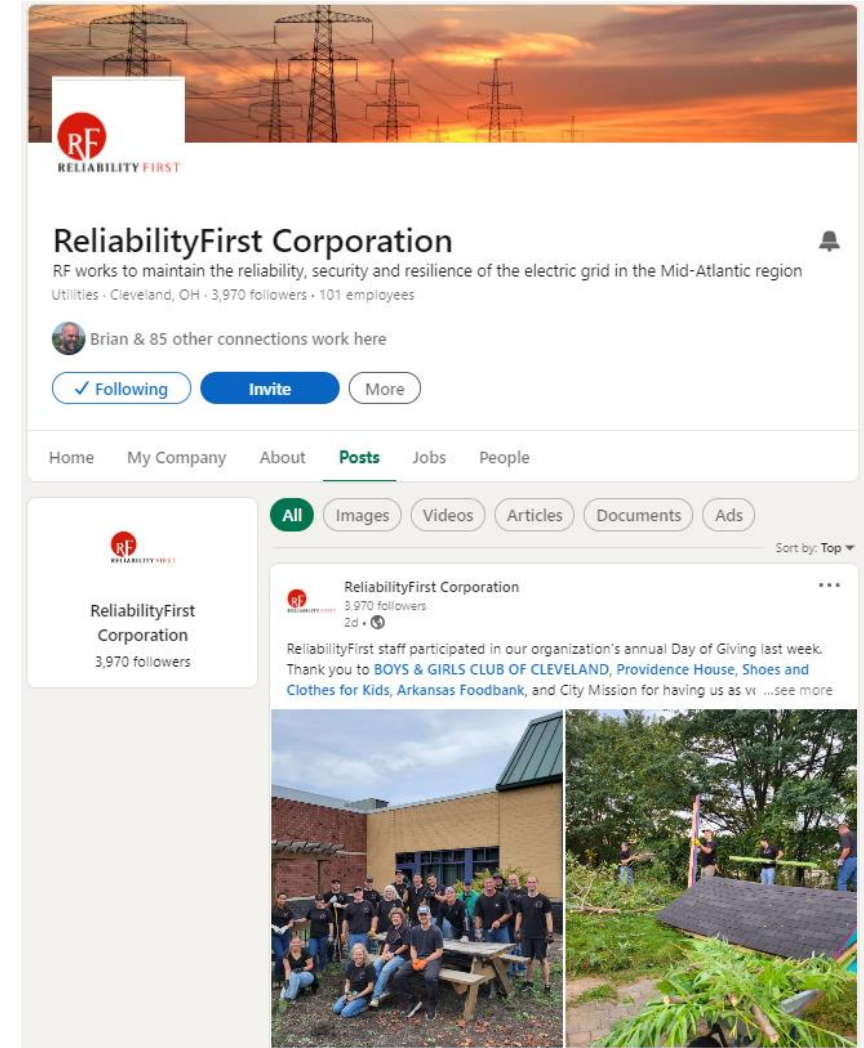 RF
RELIABILITY FIRST
ReliabilityFirst Corporation
RF works to maintain the reliability, security and resilience of the electric grid in the Mid-Atlantic region
Utilities · Cleveland, OH · 3,970 followers · 101 employees
Brian & 85 other connections work here
✓ Following
Invite
More
Home My Company About Posts Jobs People
RF
RELIABILITY FIRST
ReliabilityFirst
Corporation
3,970 followers
All Images Videos Articles Documents Ads
Sort by: Top
RF
RELIABILITY FIRST
ReliabilityFirst Corporation
3,970 followers
2d •
ReliabilityFirst staff participated in our organization's annual Day of Giving last week.
Thank you to BOYS & GIRLS CLUB OF CLEVELAND, Providence House, Shoes and
Clothes for Kids, Arkansas Foodbank, and City Mission for having us as ...see more